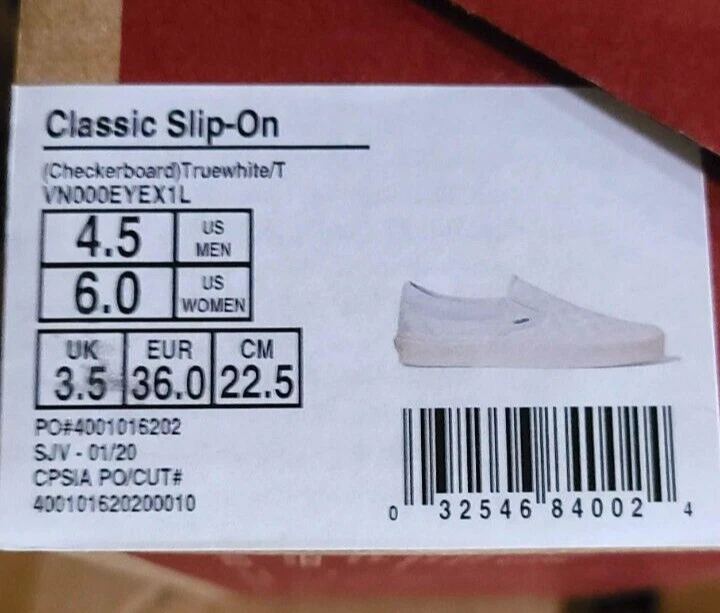 Classic Slip-On
(Checkerboard)Truewhite/T
VN000EYEX1L
4.5 US MEN
6.0 US WOMEN
UK EUR CM
3.5 36.0 22.5
PO#4001016202
SJV - 01/20
CPSIA PO/CUT#
400101620200010
0 32546 84002 4